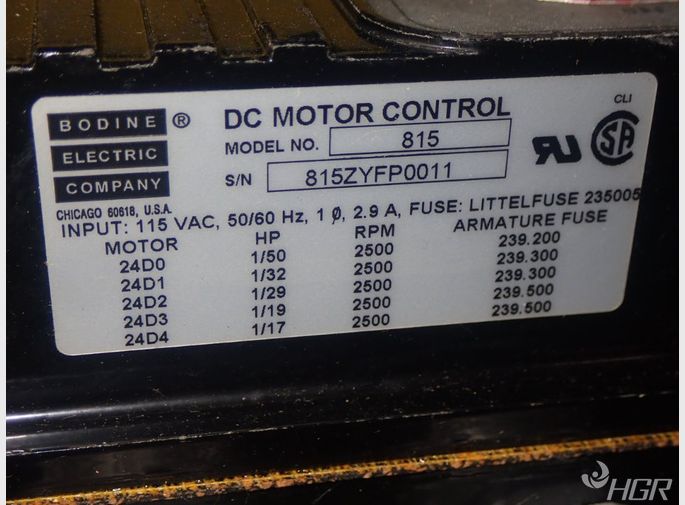 BODINE ® DC MOTOR CONTROL
ELECTRIC MODEL NO. 815
COMPANY S/N 815ZYFP0011
CLI
CHICAGO 60618, U.S.A.
INPUT: 115 VAC, 50/60 Hz, 1 Ø, 2.9 A, FUSE: LITTELFUSE 235005
MOTOR HP RPM ARMATURE FUSE
24D0 1/50 2500 239.200
24D1 1/32 2500 239.300
24D2 1/29 2500 239.300
24D3 1/19 2500 239.500
24D4 1/17 2500 239.500
HGR